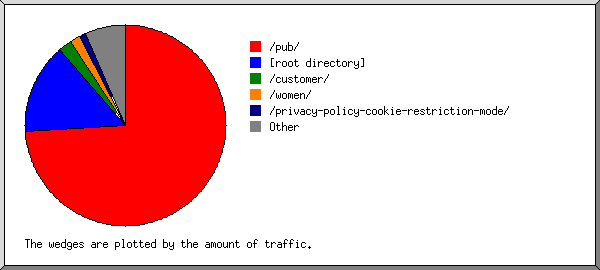 /pub/
[root directory]
/customer/
/women/
/privacy-policy-cookie-restriction-mode/
Other
The wedges are plotted by the amount of traffic.